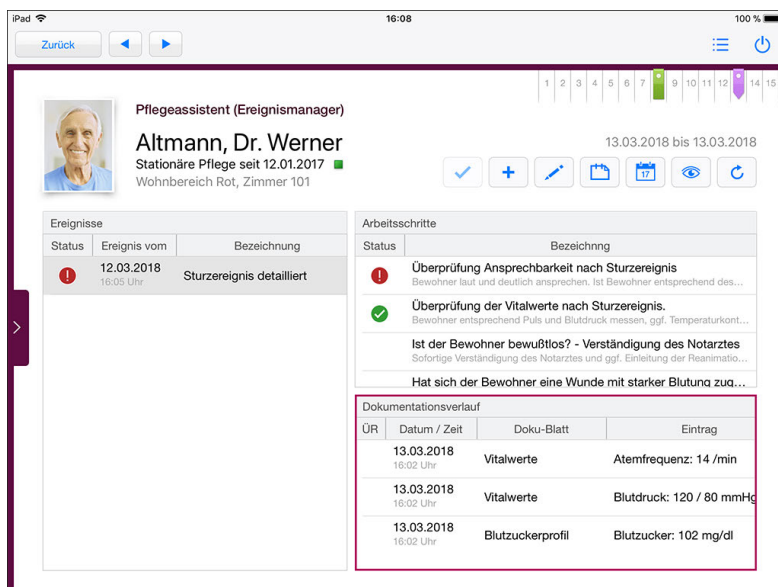 iPad 16:08 100 %
Zurück
1 2 3 4 5 6 7 9 10 11 12 14 15
Pflegeassistent (Ereignismanager)
Altmann, Dr. Werner
13.03.2018 bis 13.03.2018
Stationäre Pflege seit 12.01.2017
Wohnbereich Rot, Zimmer 101
17
Ereignisse
Status Ereignis vom Bezeichnung
12.03.2018
16:05 Uhr
Sturzereignis detailliert
Arbeitsschritte
Status Bezeichnng
Überprüfung Ansprechbarkeit nach Sturzereignis
Bewohner laut und deutlich ansprechen. Ist Bewohner entsprechend des...
Überprüfung der Vitalwerte nach Sturzereignis.
Bewohner entsprechend Puls und Blutdruck messen, ggf. Temperaturkont...
Ist der Bewohner bewußtlos? - Verständigung des Notarztes
Sofortige Verständigung des Notarztes und ggf. Einleitung der Reanimatio...
Hat sich der Bewohner eine Wunde mit starker Blutung zug...
Dokumentationsverlauf
ÜR Datum / Zeit Doku-Blatt Eintrag
13.03.2018
16:02 Uhr
Vitalwerte Atemfrequenz: 14 /min
13.03.2018
16:02 Uhr
Vitalwerte Blutdruck: 120 / 80 mmHg
13.03.2018
16:02 Uhr
Blutzuckerprofil Blutzucker: 102 mg/dl